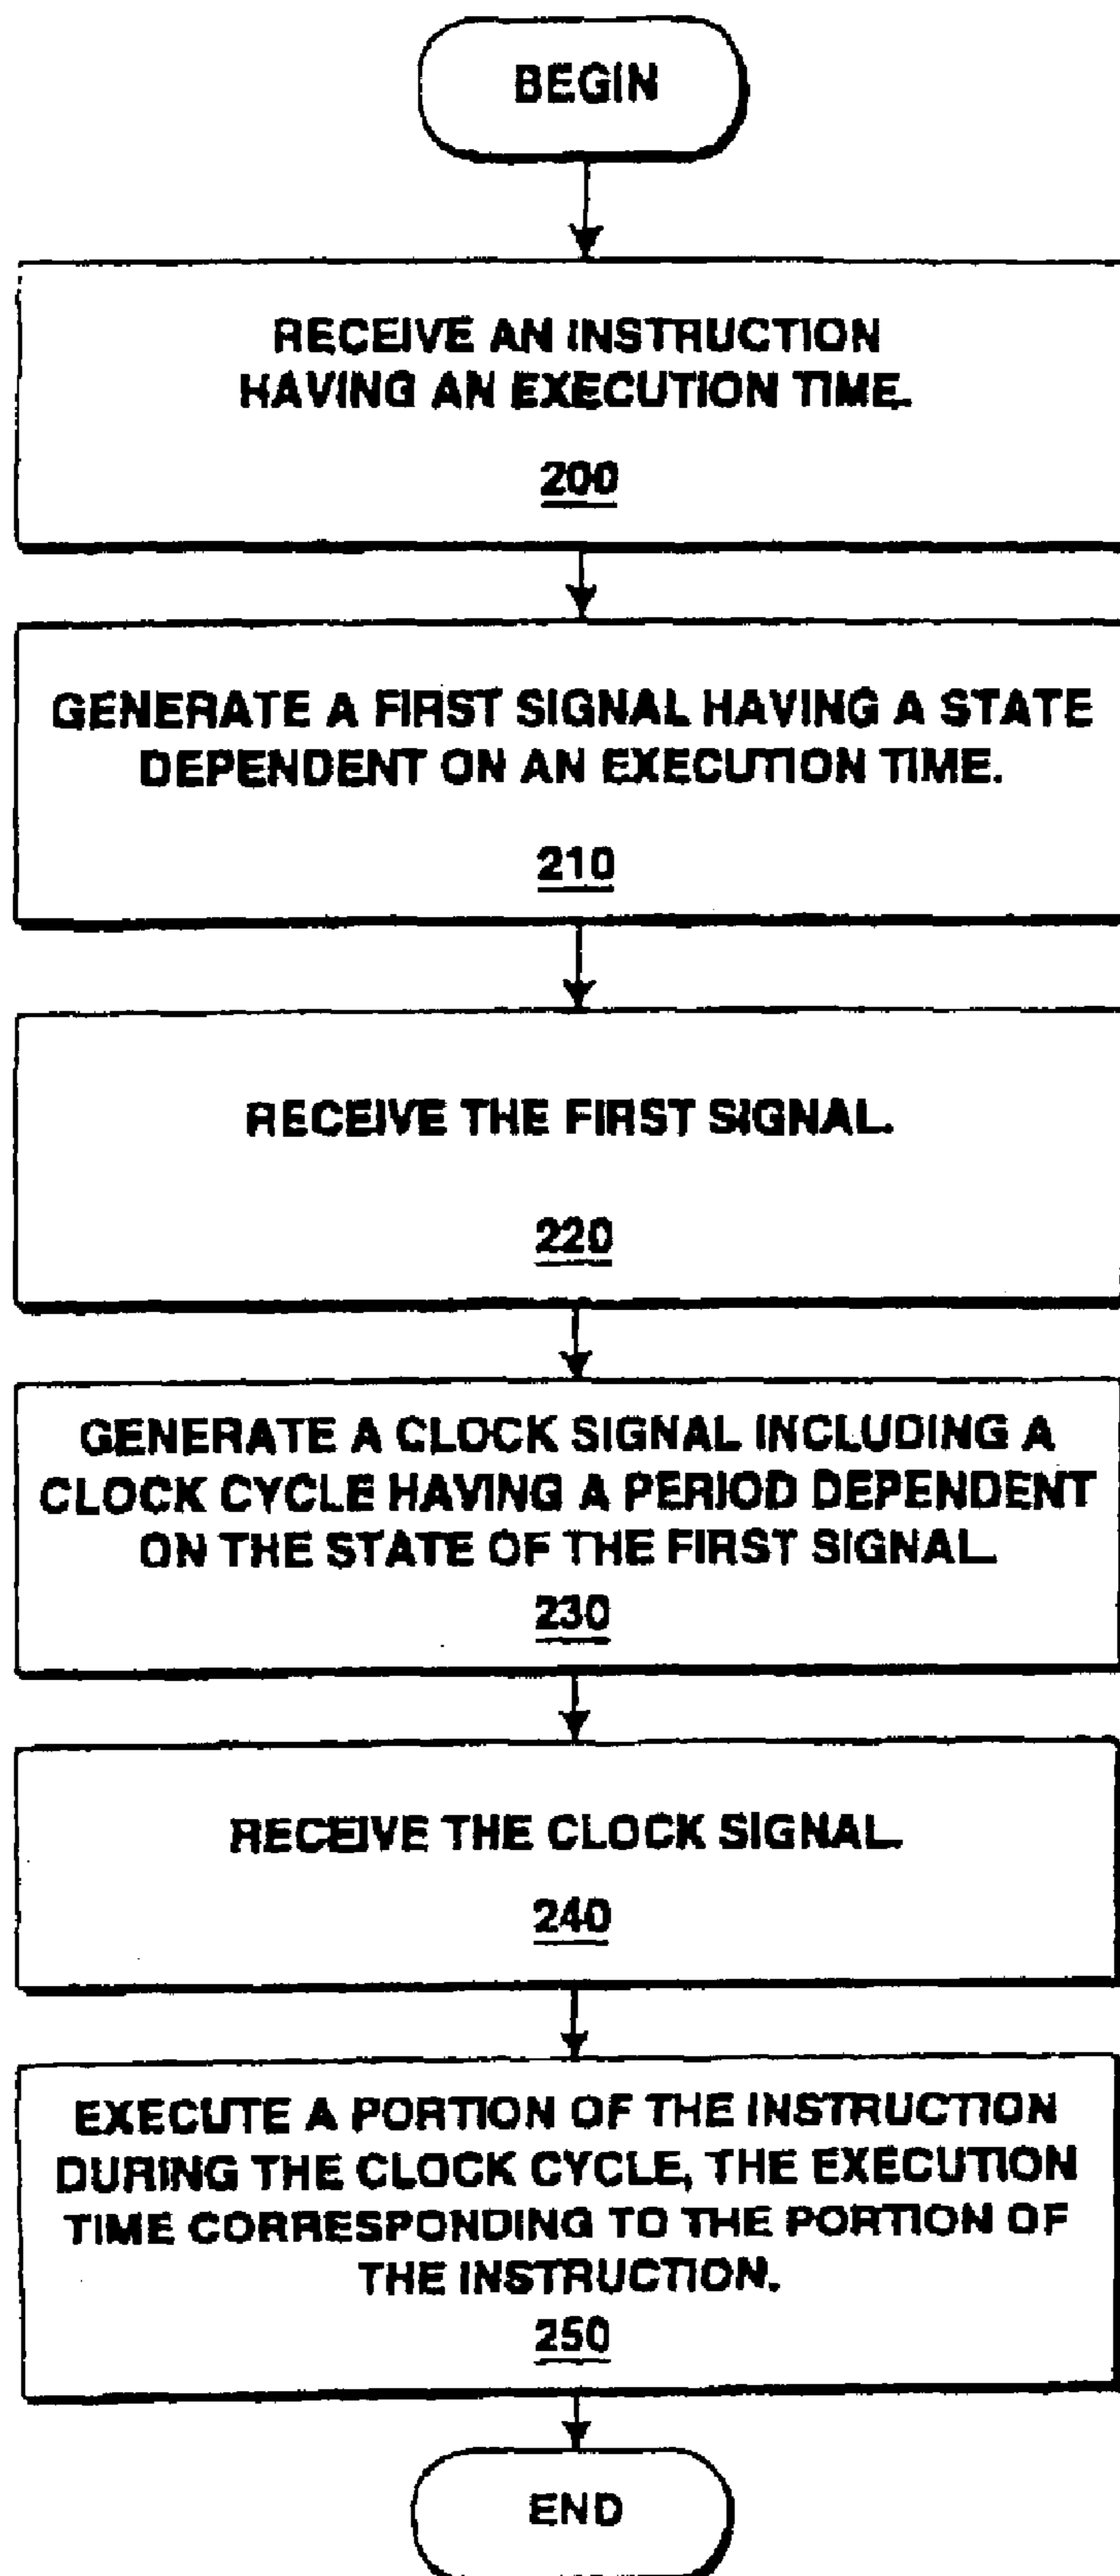 BEGIN
RECEIVE AN INSTRUCTION
HAVING AN EXECUTION TIME.
200
GENERATE A FIRST SIGNAL HAVING A STATE
DEPENDENT ON AN EXECUTION TIME.
210
RECEIVE THE FIRST SIGNAL.
220
GENERATE A CLOCK SIGNAL INCLUDING A
CLOCK CYCLE HAVING A PERIOD DEPENDENT
ON THE STATE OF THE FIRST SIGNAL.
230
RECEIVE THE CLOCK SIGNAL.
240
EXECUTE A PORTION OF THE INSTRUCTION
DURING THE CLOCK CYCLE, THE EXECUTION
TIME CORRESPONDING TO THE PORTION OF
THE INSTRUCTION.
250
END